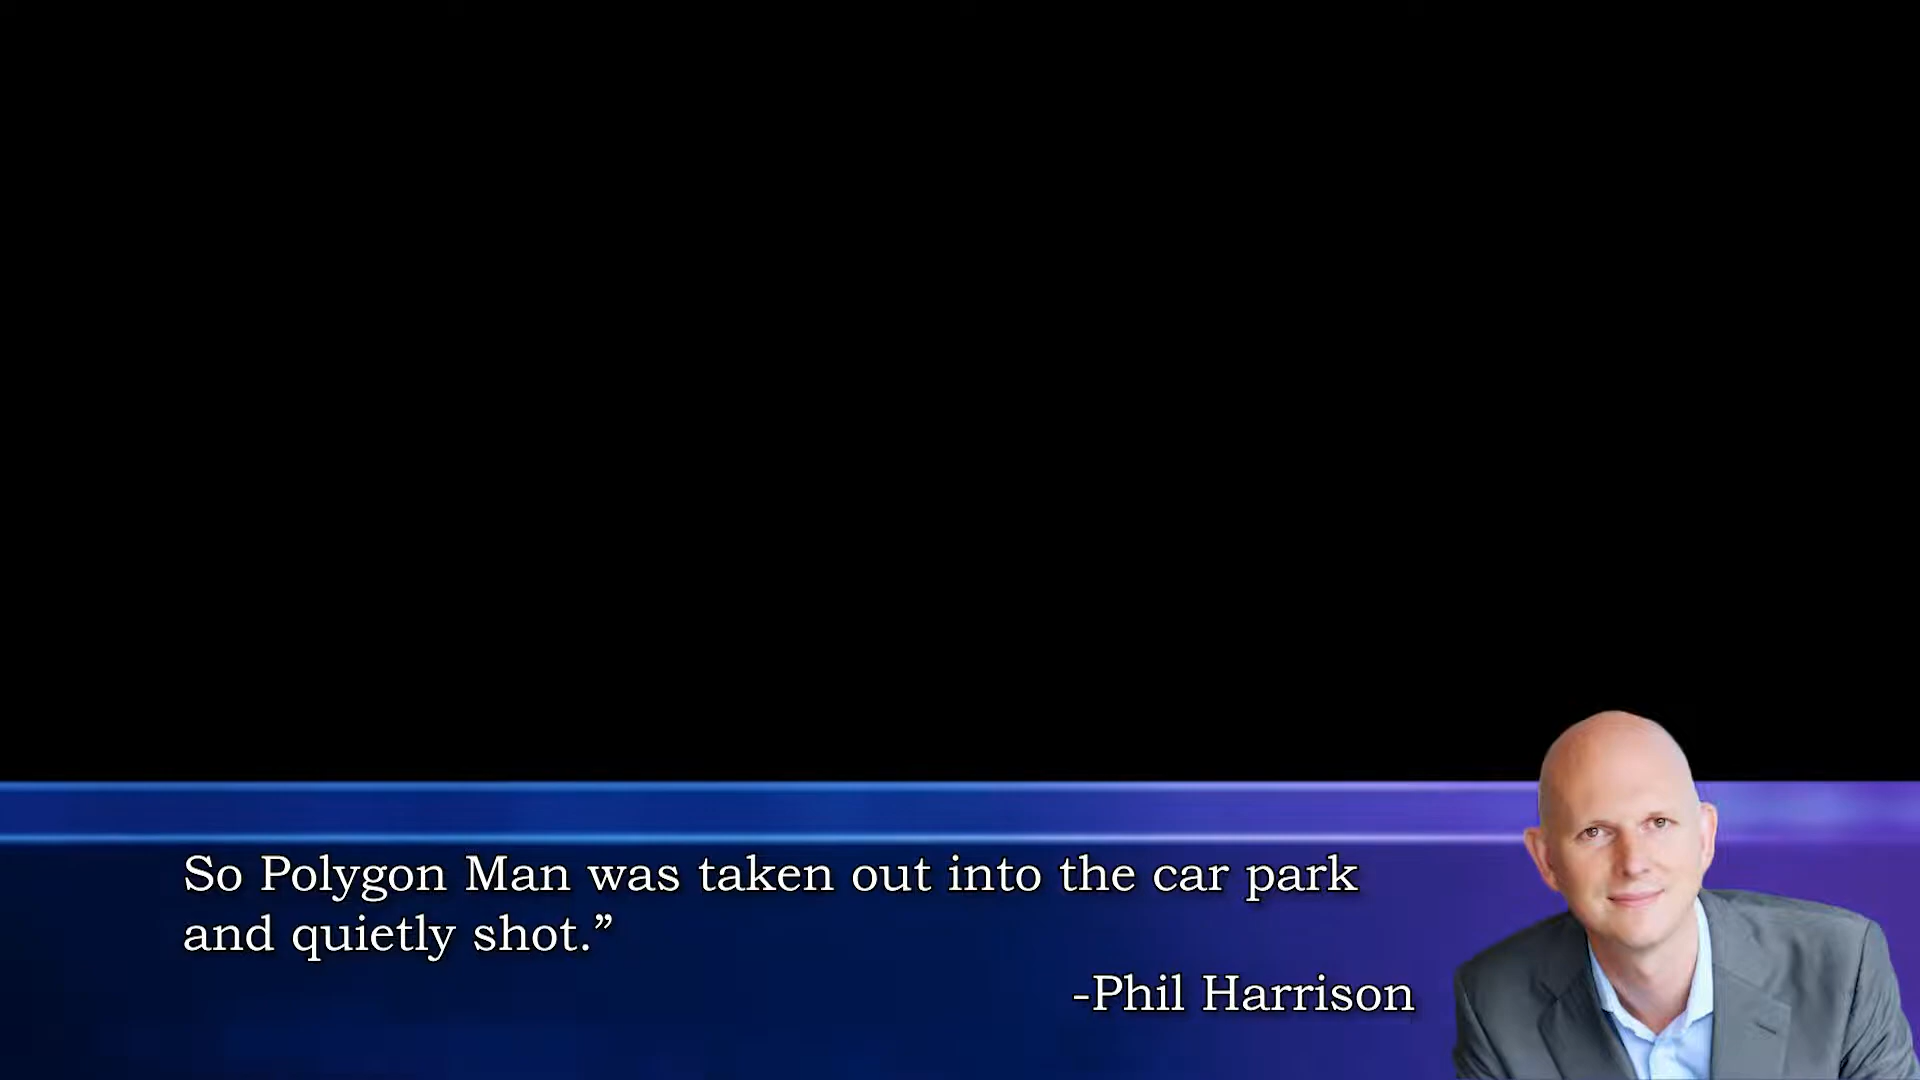 So Polygon Man was taken out into the car park
and quietly shot.”
-Phil Harrison